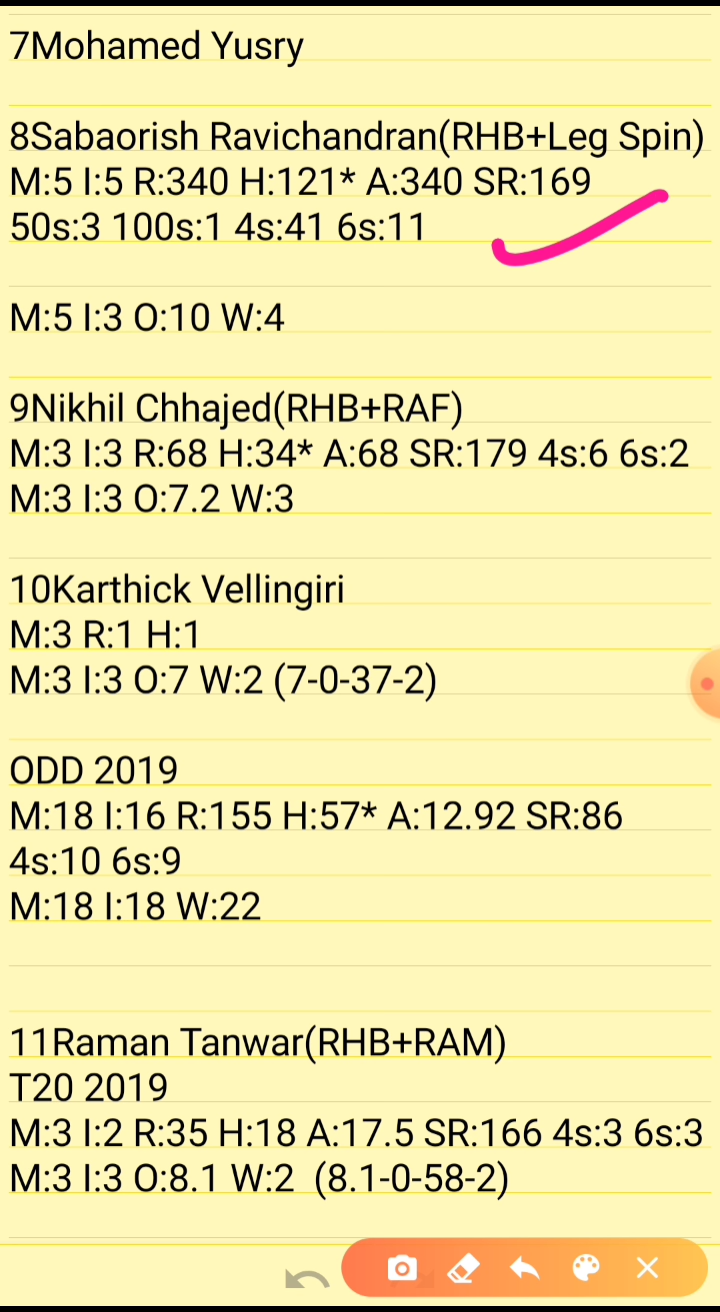 7Mohamed Yusry
8Sabaorish Ravichandran(RHB+Leg Spin)
M:5 I:5 R:340 H:121* A:340 SR:169
50s:3 100s:1 4s:41 6s:11
M:5 I:3 O:10 W:4
9Nikhil Chhajed(RHB+RAF)
M:3 I:3 R:68 H:34* A:68 SR:179 4s:6 6s:2
M:3 I:3 O:7.2 W:3
10Karthick Vellingiri
M:3 R:1 H:1
M:3 I:3 O:7 W:2 (7-0-37-2)
ODD 2019
M:18 I:16 R:155 H:57* A:12.92 SR:86
4s:10 6s:9
M:18 I:18 W:22
11Raman Tanwar(RHB+RAM)
T20 2019
M:3 I:2 R:35 H:18 A:17.5 SR:166 4s:3 6s:3
M:3 I:3 O:8.1 W:2  (8.1-0-58-2)